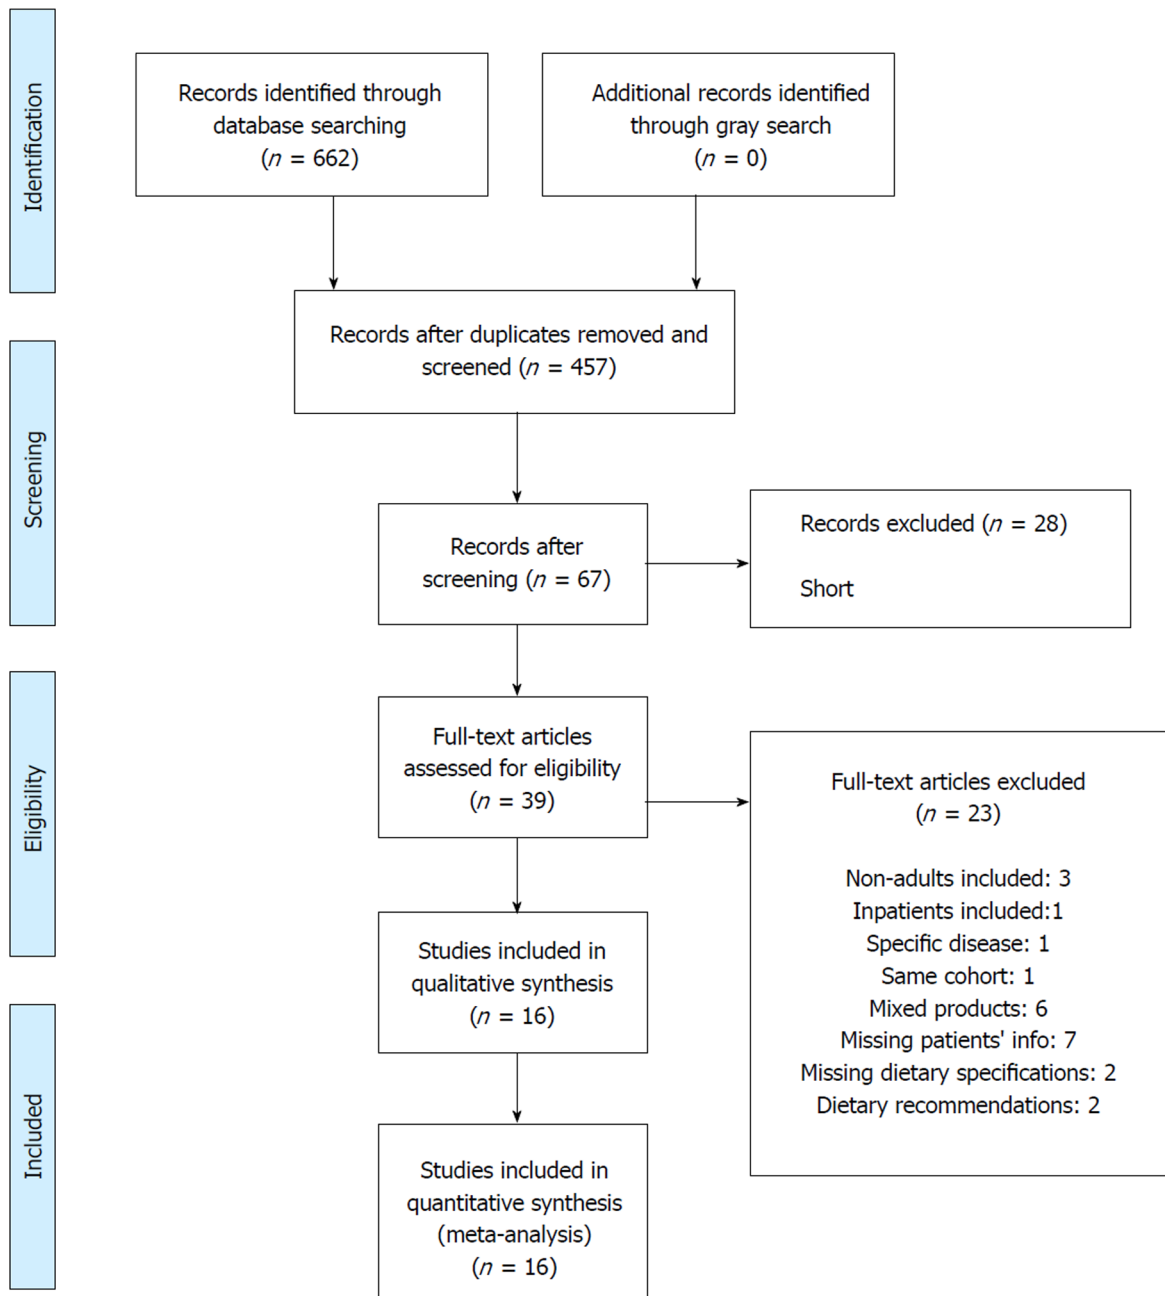 Identification
Records identified through
database searching
(n = 662)
Additional records identified
through gray search
(n = 0)
Records after duplicates removed and
screened (n = 457)
Screening
Records after
screening (n = 67)
Records excluded (n = 28)
Short
Eligibility
Full-text articles
assessed for eligibility
(n = 39)
Full-text articles excluded
(n = 23)
Non-adults included: 3
Inpatients included:1
Specific disease: 1
Same cohort: 1
Mixed products: 6
Missing patients' info: 7
Missing dietary specifications: 2
Dietary recommendations: 2
Studies included in
qualitative synthesis
(n = 16)
Included
Studies included in
quantitative synthesis
(meta-analysis)
(n = 16)